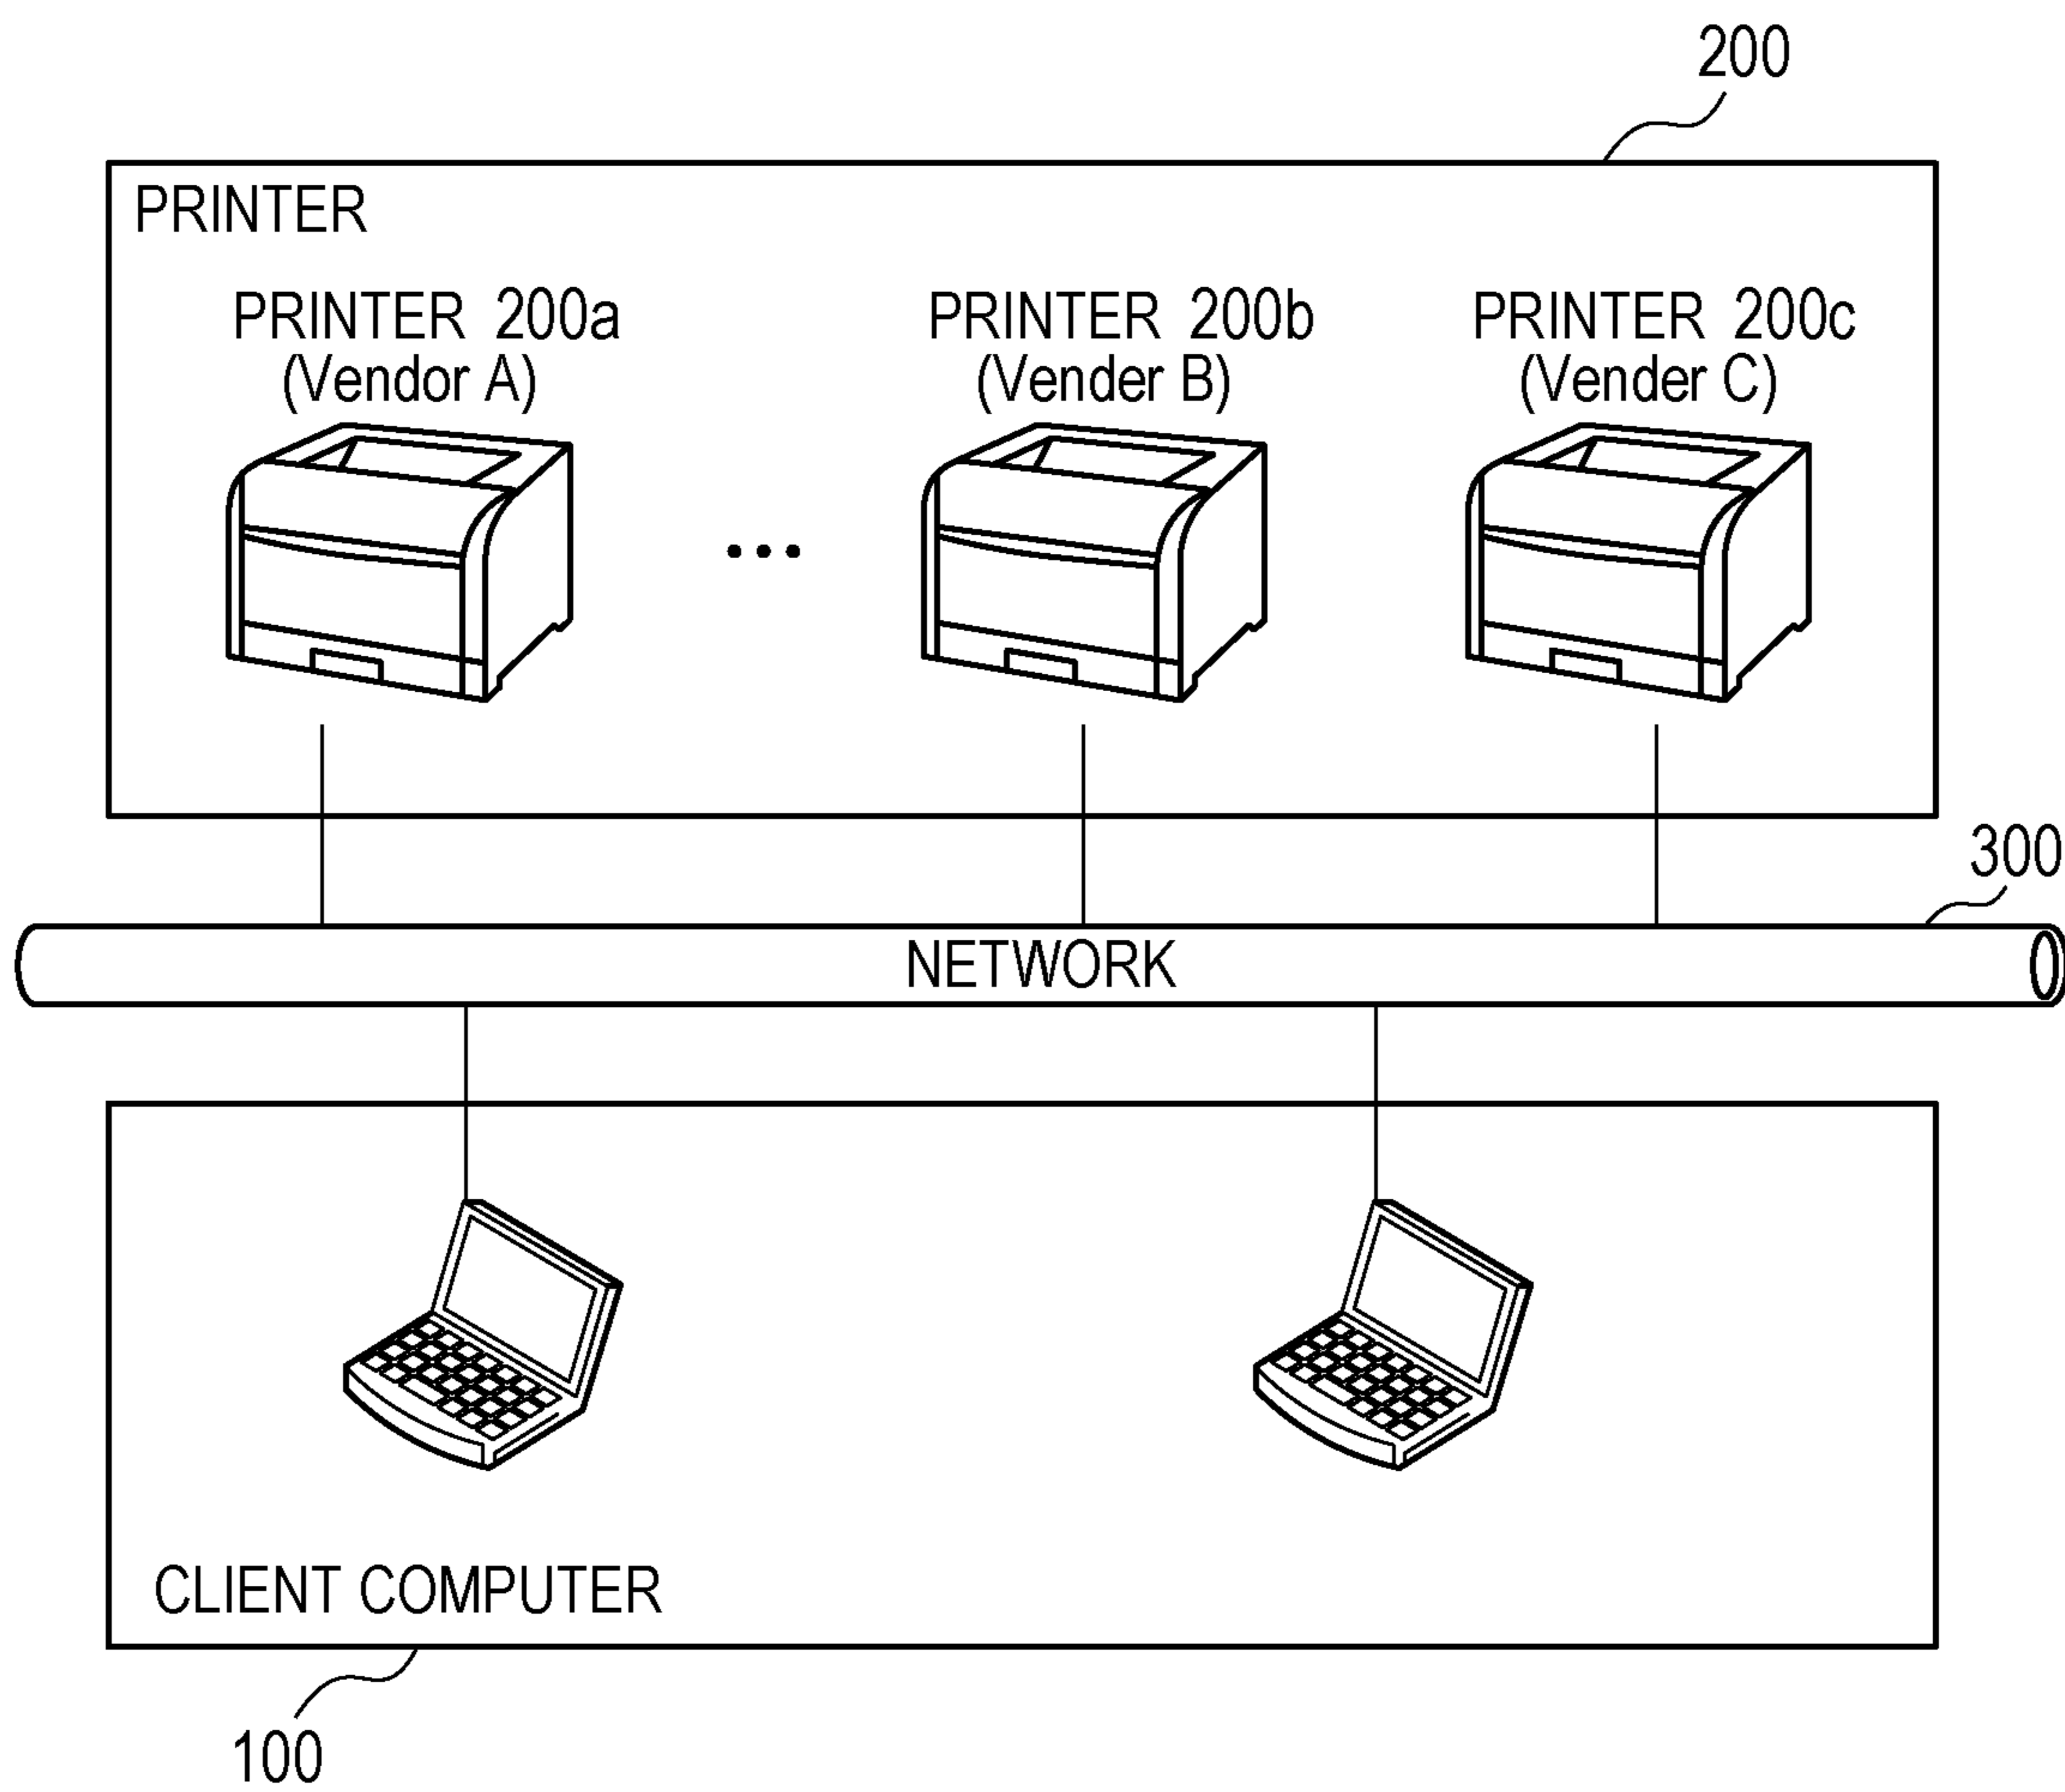 200
PRINTER
PRINTER 200a
(Vendor A)
PRINTER 200b
(Vender B)
PRINTER 200c
(Vender C)
300
NETWORK
CLIENT COMPUTER
100